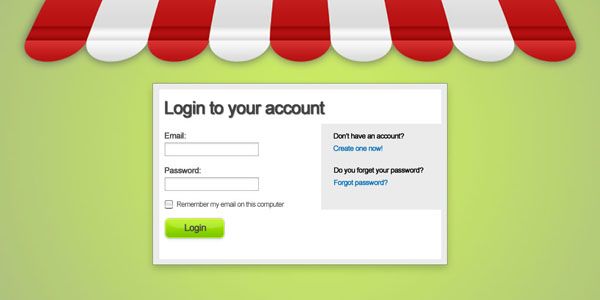 Login to your account
Email:
Password:
Remember my email on this computer
Login
Don't have an account?
Create one now!
Do you forget your password?
Forgot password?